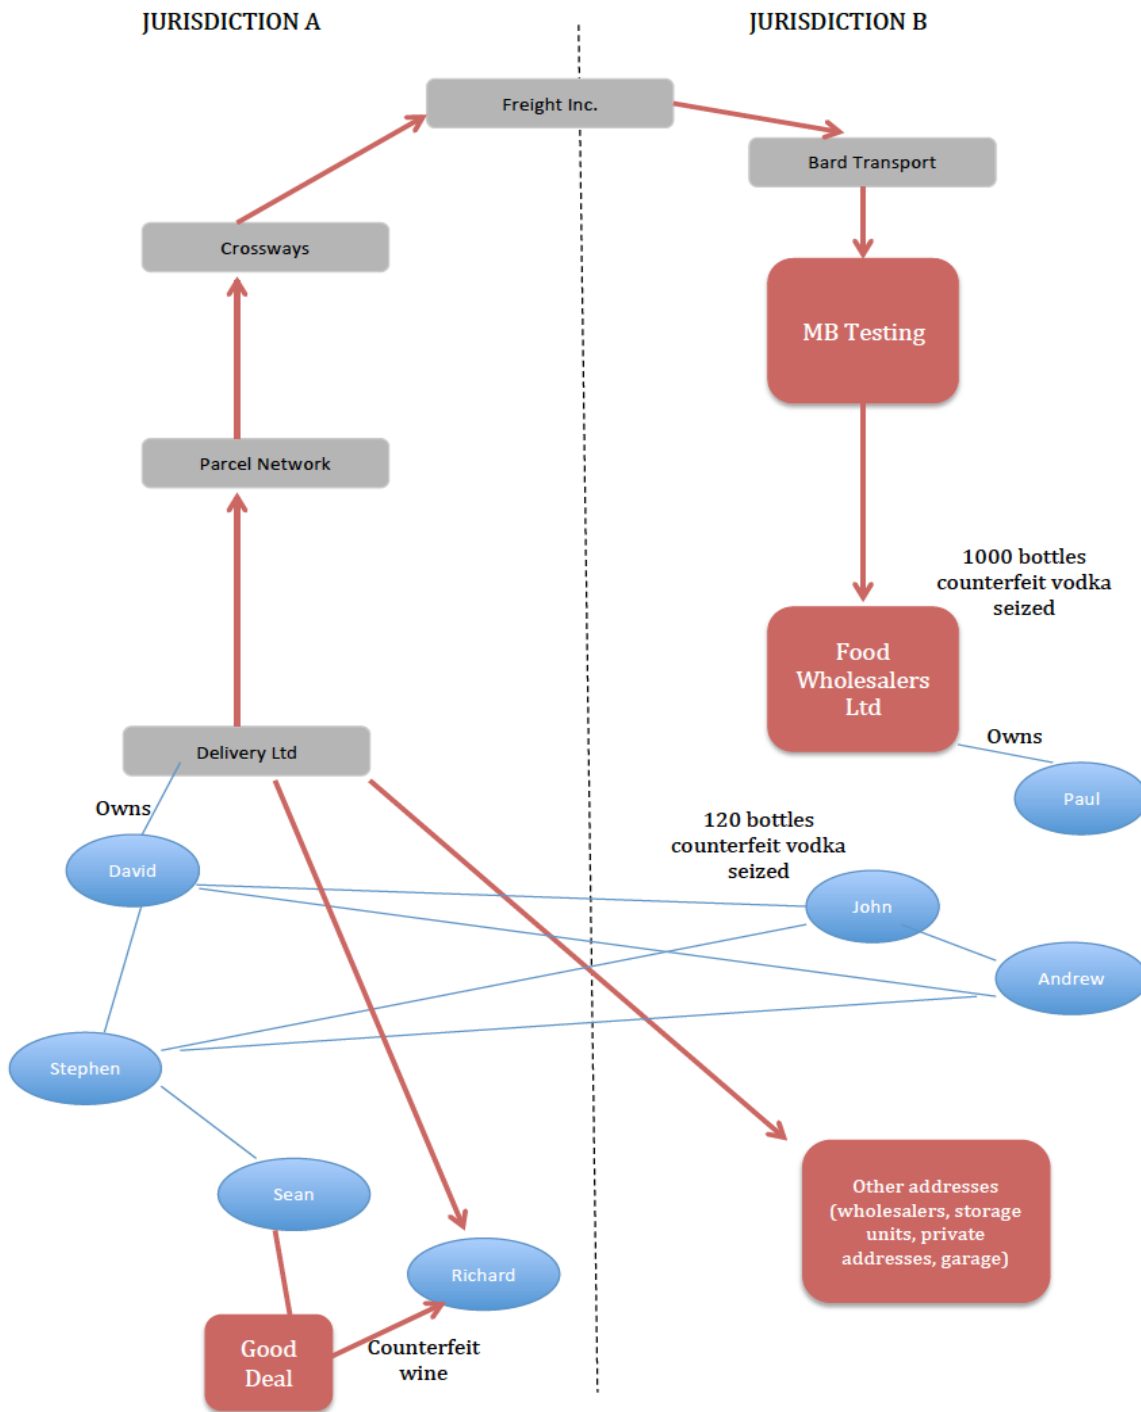 JURISDICTION A
JURISDICTION B
Freight Inc.
Bard Transport
Crossways
MB Testing
Parcel Network
1000 bottles
counterfeit vodka
seized
Food
Wholesalers
Ltd
Delivery Ltd
Owns
Owns
Paul
120 bottles
counterfeit vodka
seized
David
John
Andrew
Stephen
Other addresses
(wholesalers, storage
units, private
addresses, garage)
Sean
Richard
Good
Deal
Counterfeit
wine